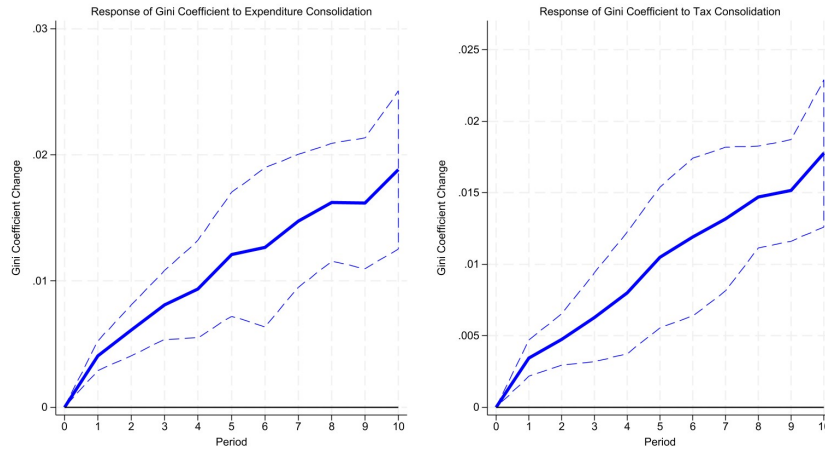 Response of Gini Coefficient to Expenditure Consolidation
.03
.02
.01
0
Gini Coefficient Change
0 1 2 3 4 5 6 7 8 9 10
Period
Response of Gini Coefficient to Tax Consolidation
.025
.02
.015
.01
.005
0
Gini Coefficient Change
0 1 2 3 4 5 6 7 8 9 10
Period